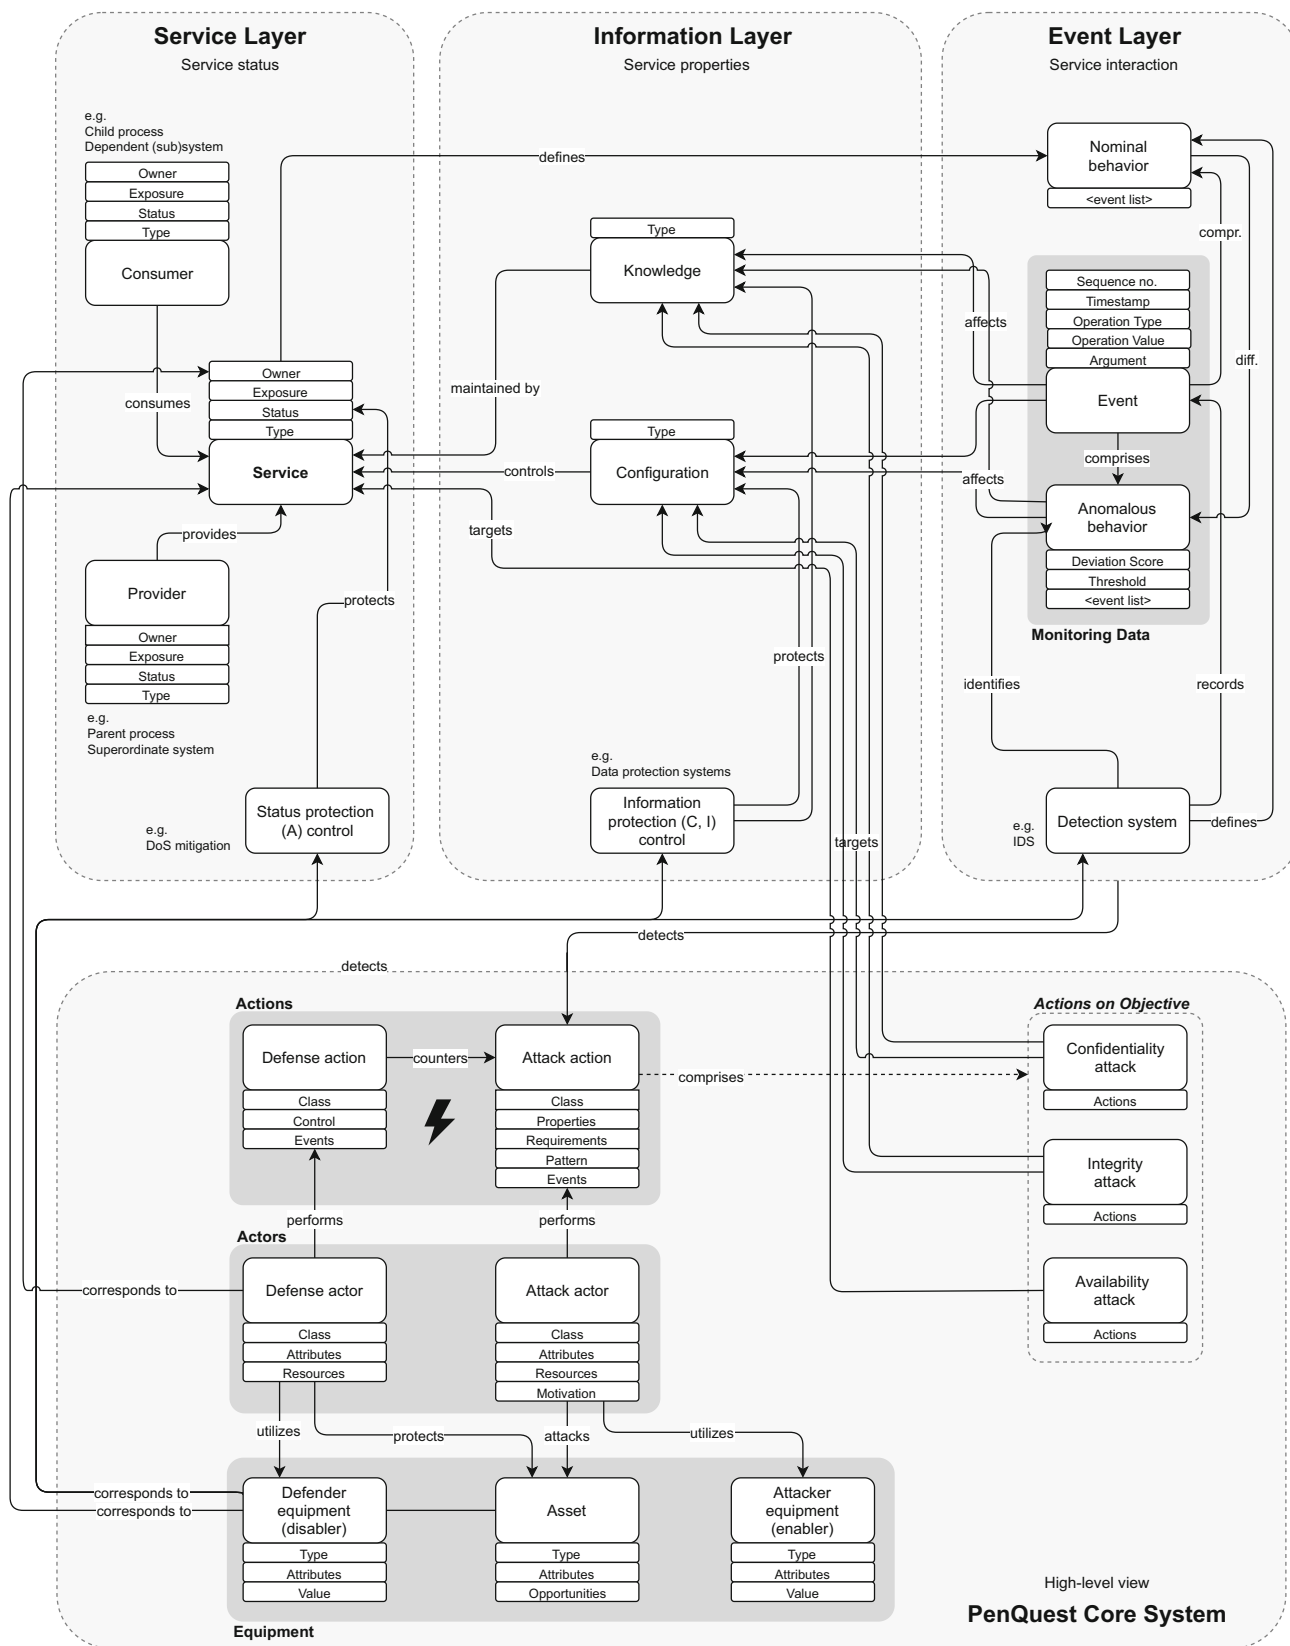 Service Layer
Service status
e.g.
Child process
Dependent (sub)system
Owner
Exposure
Status
Type
Consumer
consumes
Owner
Exposure
Status
Type
Service
provides
Provider
Owner
Exposure
Status
Type
e.g.
Parent process
Superordinate system
protects
Status protection
(A) control
e.g.
DoS mitigation
Information Layer
Service properties
defines
Type
Knowledge
maintained by
Type
Configuration
controls
targets
protects
e.g.
Data protection systems
Information
protection (C, I)
control
targets
Event Layer
Service interaction
Nominal
behavior
<event list>
compr.
Sequence no.
Timestamp
Operation Type
Operation Value
Argument
Event
affects
diff.
comprises
affects
Anomalous
behavior
Deviation Score
Threshold
<event list>
Monitoring Data
identifies
records
Detection system
defines
e.g.
IDS
detects
detects
Actions
Defense action
Class
Control
Events
counters
Attack action
Class
Properties
Requirements
Pattern
Events
comprises
Actions on Objective
Confidentiality
attack
Actions
Integrity
attack
Actions
Availability
attack
Actions
performs
performs
Actors
corresponds to
Defense actor
Class
Attributes
Resources
Attack actor
Class
Attributes
Resources
Motivation
utilizes
protects
attacks
utilizes
corresponds to
corresponds to
Defender
equipment
(disabler)
Type
Attributes
Value
Asset
Type
Attributes
Opportunities
Attacker
equipment
(enabler)
Type
Attributes
Value
Equipment
High-level view
PenQuest Core System